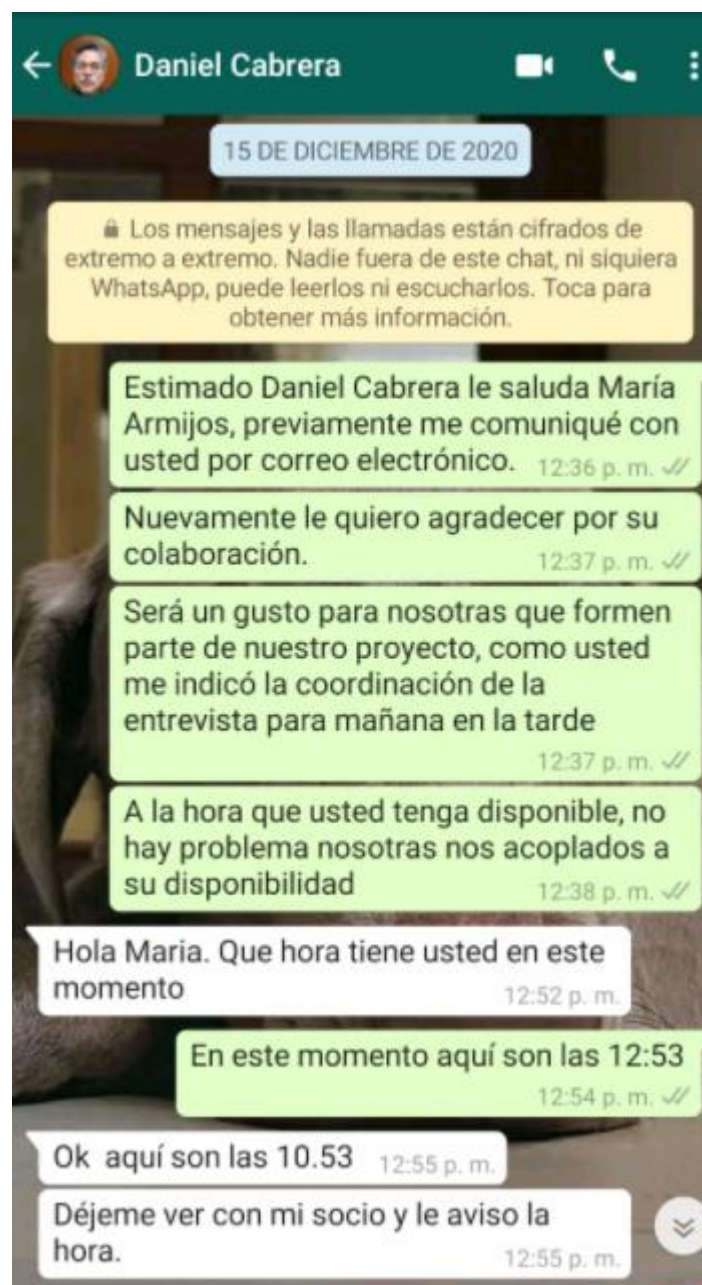 Daniel Cabrera
15 DE DICIEMBRE DE 2020
Los mensajes y las llamadas están cifrados de
extremo a extremo. Nadie fuera de este chat, ni siquiera
WhatsApp, puede leerlos ni escucharlos. Toca para
obtener más información.
Estimado Daniel Cabrera le saluda María
Armijos, previamente me comuniqué con
usted por correo electrónico. 12:36 p. m.
Nuevamente le quiero agradecer por su
colaboración. 12:37 p. m.
Será un gusto para nosotras que formen
parte de nuestro proyecto, como usted
me indicó la coordinación de la
entrevista para mañana en la tarde
12:37 p. m.
A la hora que usted tenga disponible, no
hay problema nosotras nos acoplados a
su disponibilidad 12:38 p. m.
Hola Maria. Que hora tiene usted en este
momento 12:52 p. m.
En este momento aquí son las 12:53
12:54 p. m.
Ok aquí son las 10.53 12:55 p. m.
Déjeme ver con mi socio y le aviso la
hora. 12:55 p. m.